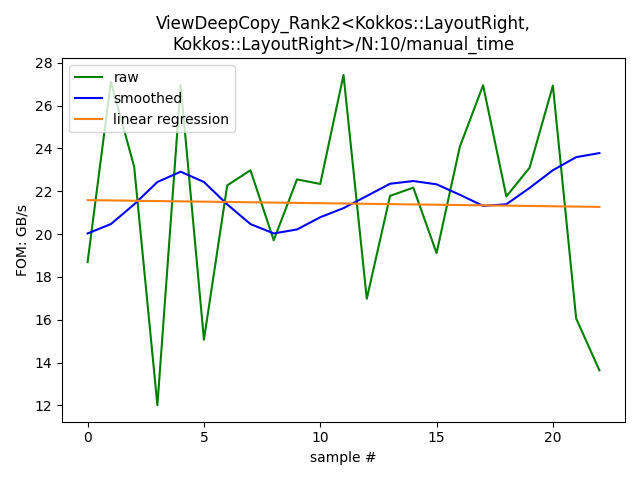 ViewDeepCopy_Rank2<Kokkos::LayoutRight,
Kokkos::LayoutRight>/N:10/manual_time
raw
smoothed
linear regression
FOM: GB/s
28
26
24
22
20
18
16
14
12
0
5
10
15
20
sample #